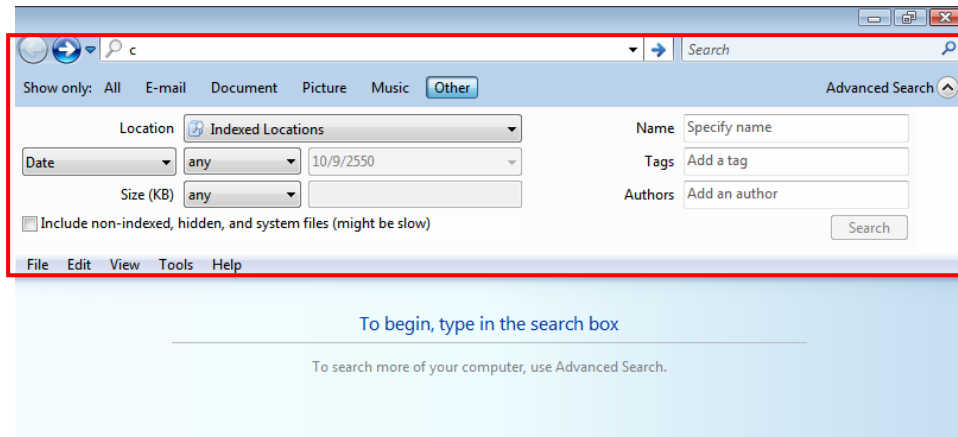 c Search
Show only: All E-mail Document Picture Music Other Advanced Search
Location Indexed Locations Name Specify name
Date any 10/9/2550 Tags Add a tag
Size (KB) any Authors Add an author
Include non-indexed, hidden, and system files (might be slow) Search
File Edit View Tools Help
To begin, type in the search box
To search more of your computer, use Advanced Search.